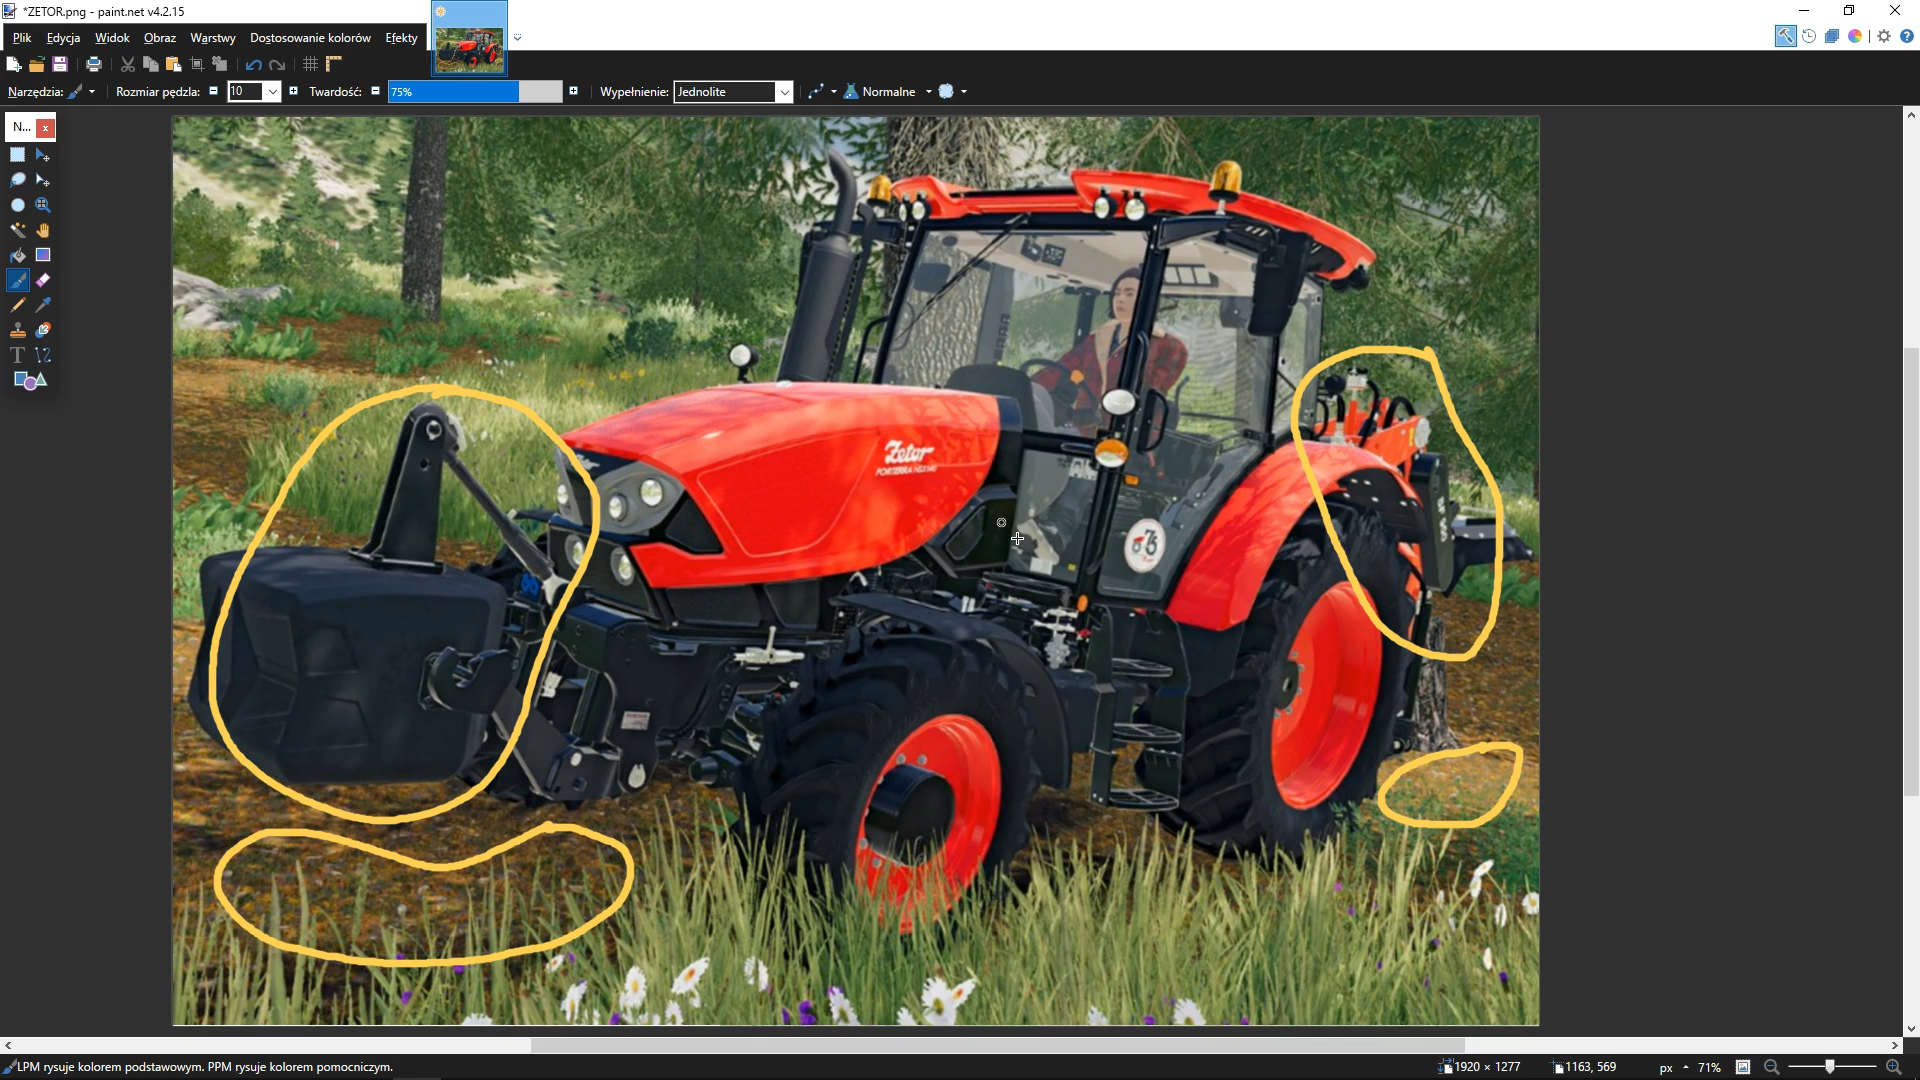 *ZETOR.png - paint.net v4.2.15
Plik Edycja Widok Obraz Warstwy Dostosowanie kolorów Efekty
Narzędzia: Rozmiar pędzla: 10 Twardość: 75% Wypełnienie: Jednolite Normalne
N...
Zetor
LPM rysuje kolorem podstawowym. PPM rysuje kolorem pomocniczym.
1920 × 1277 1163, 569 px 71%